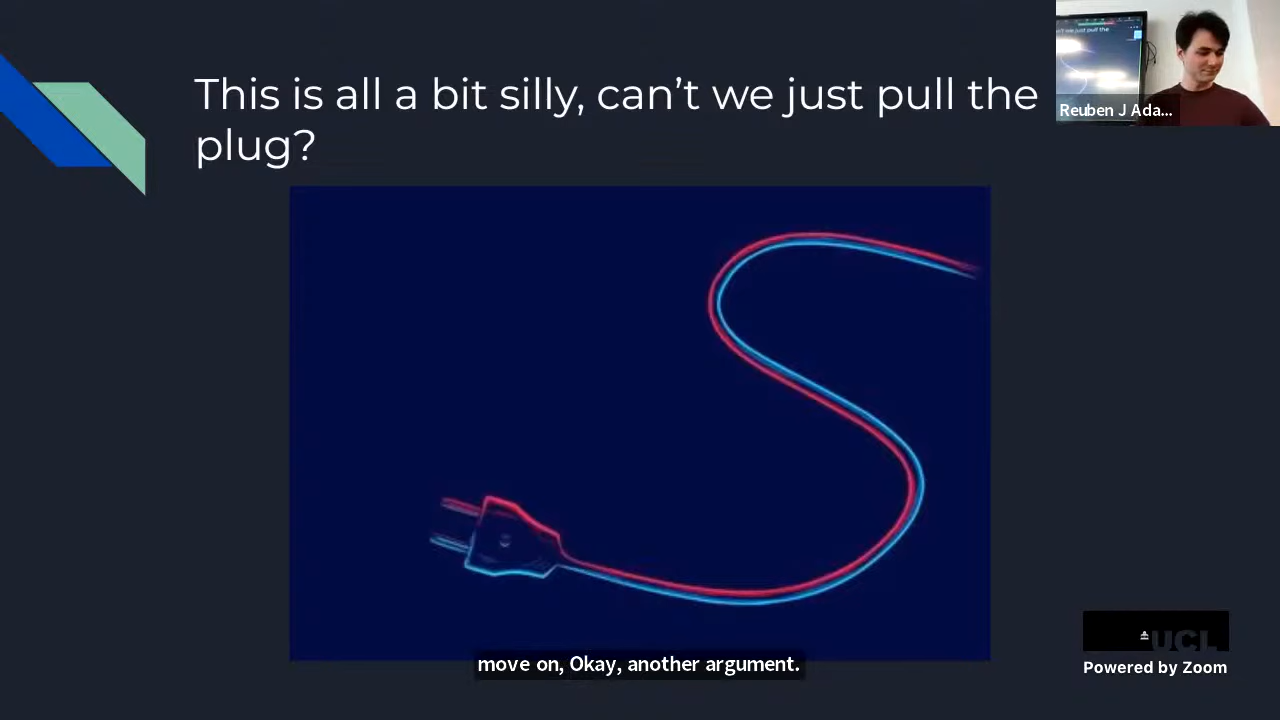 This is all a bit silly, can't we just pull the
plug?
Reuben J Ada...
move on, Okay, another argument.
UCL
Powered by Zoom